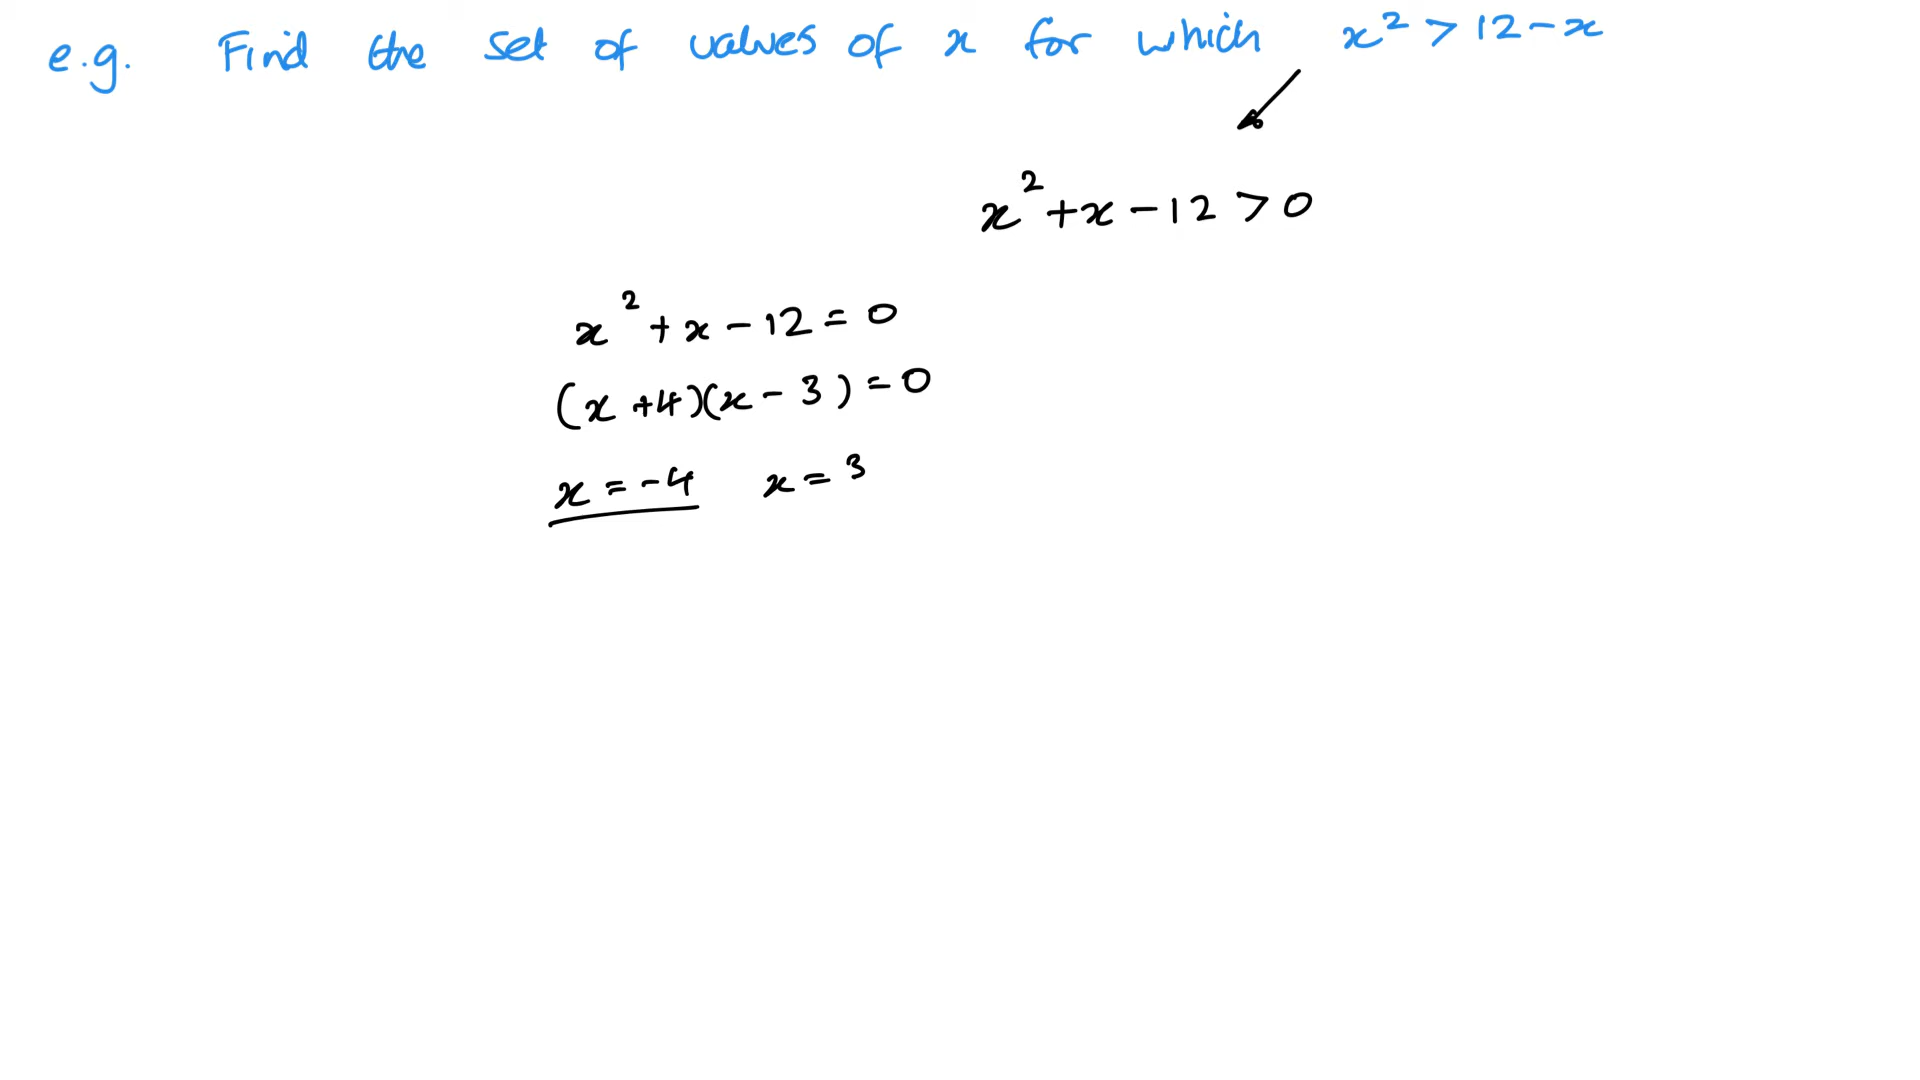 e.g. Find the set of values of x for which x² > 12 - x
x² + x - 12 > 0
x² + x - 12 = 0
(x + 4)(x - 3) = 0
x = -4 x = 3